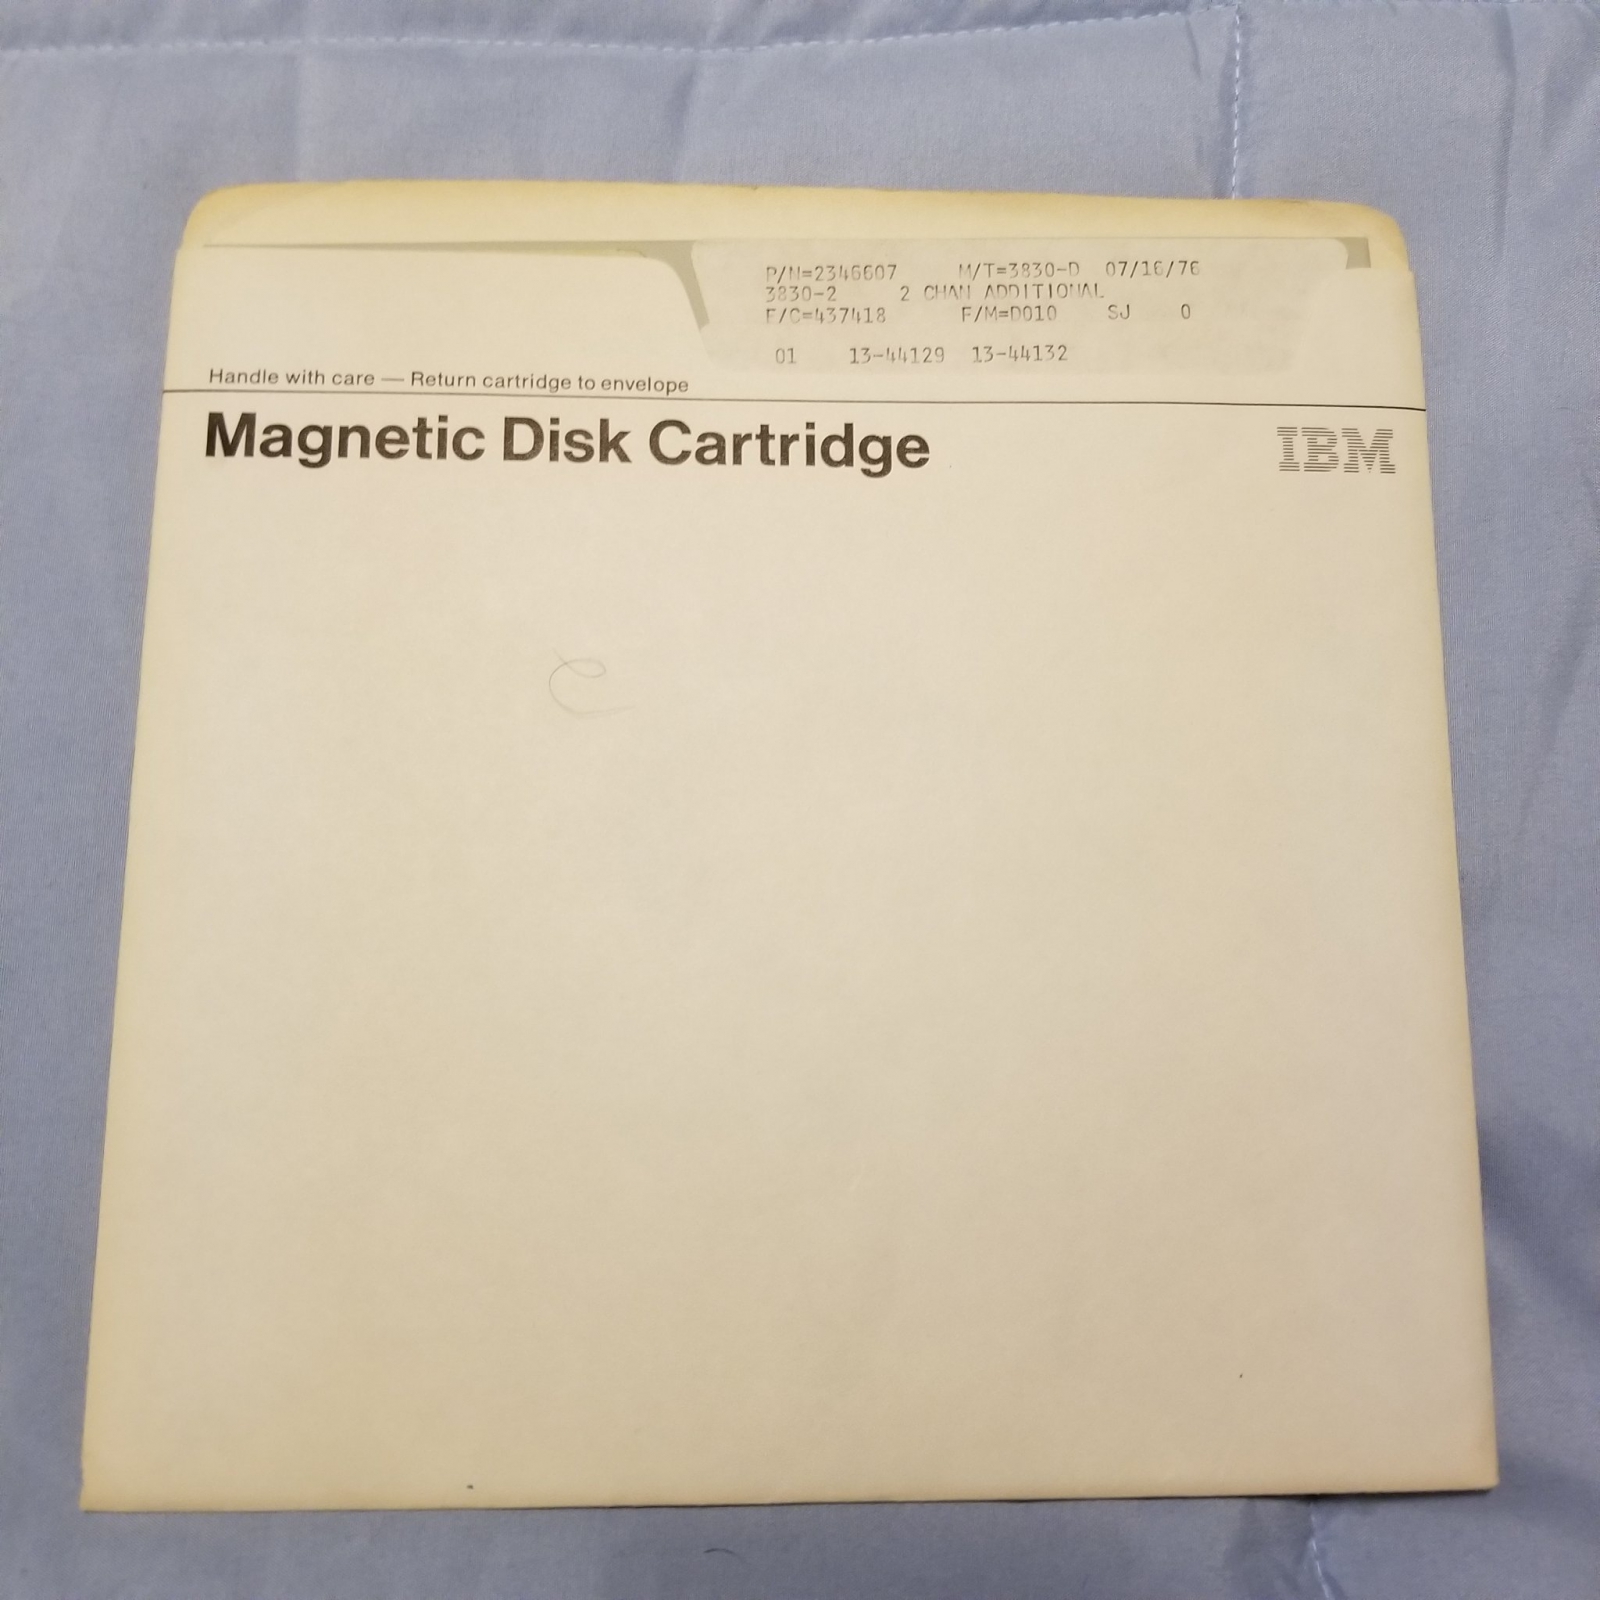 P/N=2346607 M/T=3830-D 07/16/76
3830-2 2 CHAN ADDITIONAL
E/C=437418 F/M=D010 SJ 0
01 13-44129 13-44132
Handle with care — Return cartridge to envelope
Magnetic Disk Cartridge
IBM